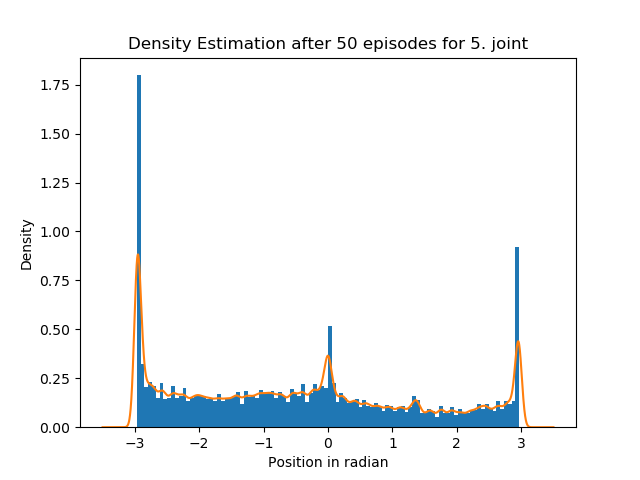 Density Estimation after 50 episodes for 5. joint
Density
1.75
1.50
1.25
1.00
0.75
0.50
0.25
0.00
−3 −2 −1 0 1 2 3
Position in radian